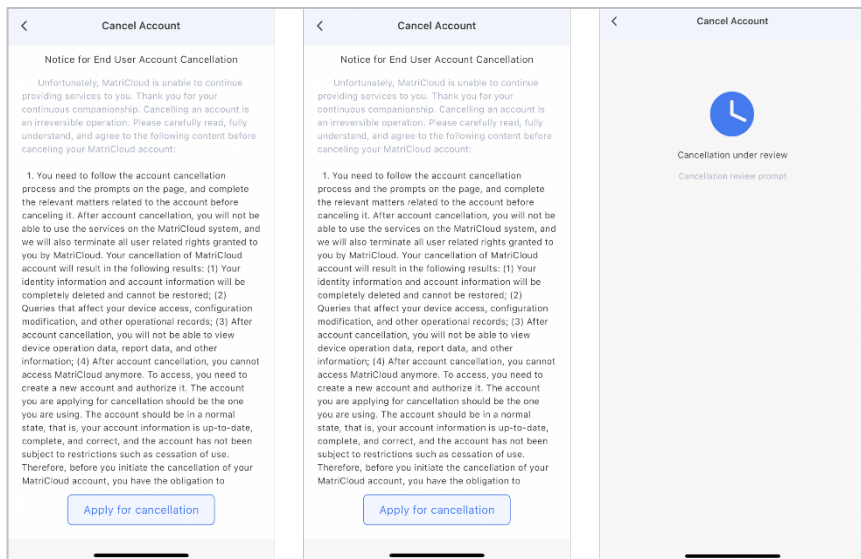 Cancel Account
Notice for End User Account Cancellation
Unfortunately, MatriCloud is unable to continue
providing services to you. Thank you for your
continuous companionship. Cancelling an account is
an irreversible operation. Please carefully read, fully
understand, and agree to the following content before
canceling your MatriCloud account:
1. You need to follow the account cancellation
process and the prompts on the page, and complete
the relevant matters related to the account before
canceling it. After account cancellation, you will not be
able to use the services on the MatriCloud system, and
we will also terminate all user related rights granted to
you by MatriCloud. Your cancellation of MatriCloud
account will result in the following results: (1) Your
identity information and account information will be
completely deleted and cannot be restored; (2)
Queries that affect your device access, configuration
modification, and other operational records; (3) After
account cancellation, you will not be able to view
device operation data, report data, and other
information; (4) After account cancellation, you cannot
access MatriCloud anymore. To access, you need to
create a new account and authorize it. The account
you are applying for cancellation should be the one
you are using. The account should be in a normal
state, that is, your account information is up-to-date,
complete, and correct, and the account has not been
subject to restrictions such as cessation of use.
Therefore, before you initiate the cancellation of your
MatriCloud account, you have the obligation to
Apply for cancellation
Cancel Account
Notice for End User Account Cancellation
Unfortunately, MatriCloud is unable to continue
providing services to you. Thank you for your
continuous companionship. Cancelling an account is
an irreversible operation. Please carefully read, fully
understand, and agree to the following content before
canceling your MatriCloud account:
1. You need to follow the account cancellation
process and the prompts on the page, and complete
the relevant matters related to the account before
canceling it. After account cancellation, you will not be
able to use the services on the MatriCloud system, and
we will also terminate all user related rights granted to
you by MatriCloud. Your cancellation of MatriCloud
account will result in the following results: (1) Your
identity information and account information will be
completely deleted and cannot be restored; (2)
Queries that affect your device access, configuration
modification, and other operational records; (3) After
account cancellation, you will not be able to view
device operation data, report data, and other
information; (4) After account cancellation, you cannot
access MatriCloud anymore. To access, you need to
create a new account and authorize it. The account
you are applying for cancellation should be the one
you are using. The account should be in a normal
state, that is, your account information is up-to-date,
complete, and correct, and the account has not been
subject to restrictions such as cessation of use.
Therefore, before you initiate the cancellation of your
MatriCloud account, you have the obligation to
Apply for cancellation
Cancel Account
Cancellation under review
Cancellation review prompt